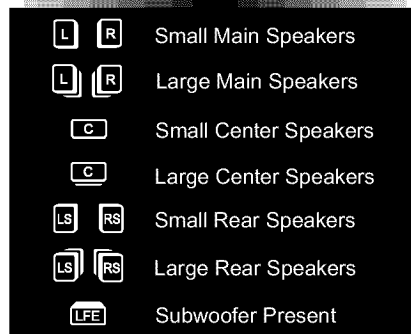 L R Small Main Speakers
L R Large Main Speakers
C Small Center Speakers
C Large Center Speakers
LS RS Small Rear Speakers
LS RS Large Rear Speakers
LFE Subwoofer Present